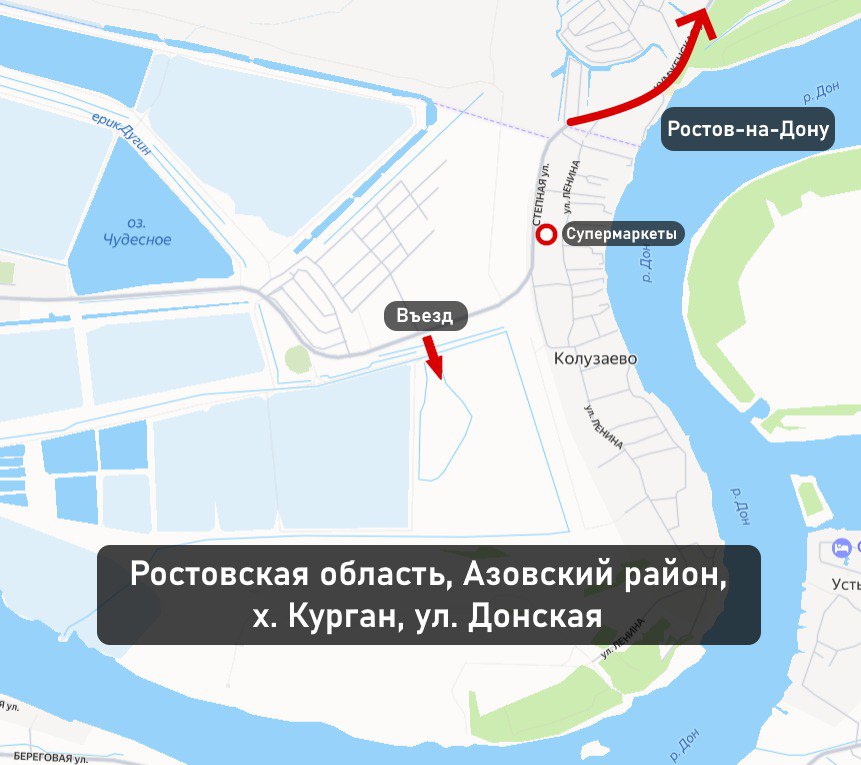 р. Дон
Ростов-на-Дону
ерик Дугин
СТЕПНАЯ ул.
ул. ЛЕНИНА
оз.
Чудесное
Супермаркеты
р. Дон
Въезд
Колузаево
ул. ЛЕНИНА
р. Дон
Ростовская область, Азовский район,
х. Курган, ул. Донская
Усть
ул. ЛЕНИНА
Я ул.
р. Дон
БЕРЕГОВАЯ ул.